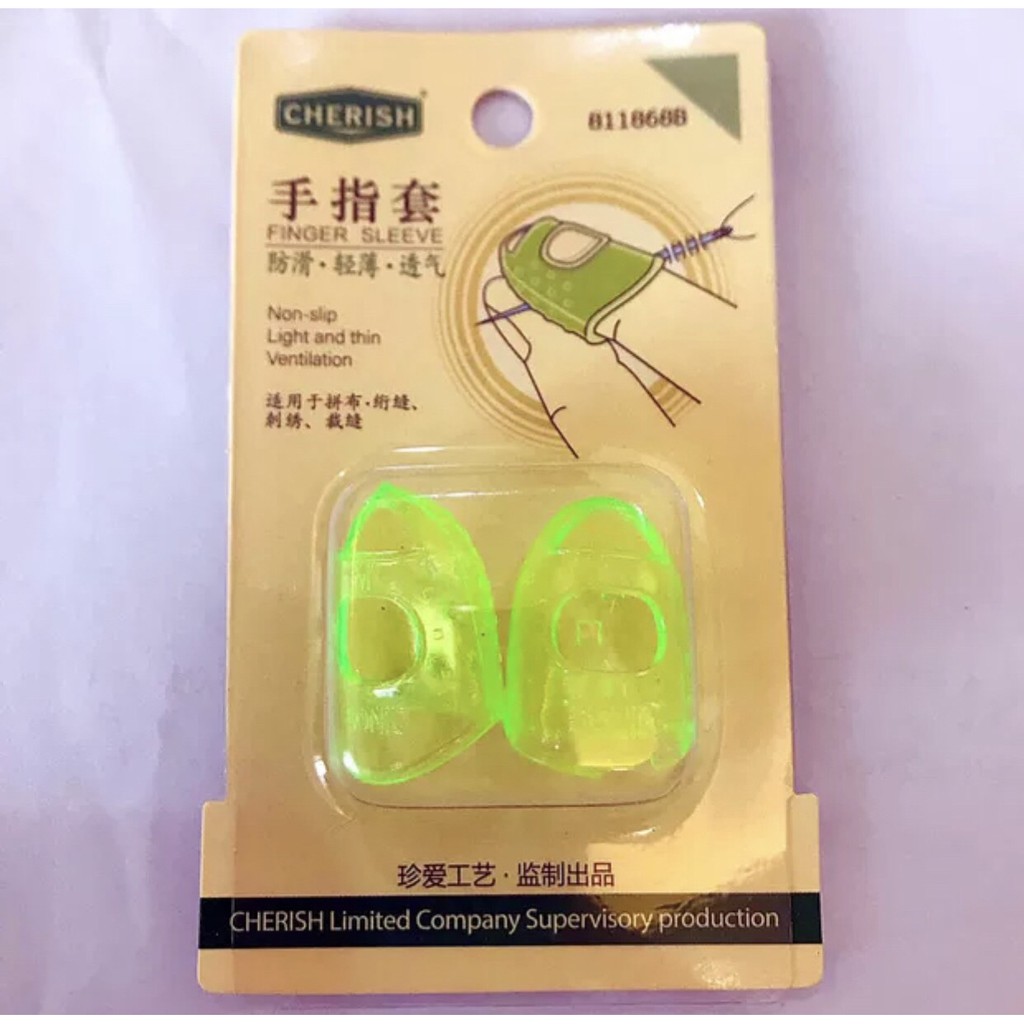 CHERISH
811868B
手指套
FINGER SLEEVE
防滑·轻薄·透气
Non-slip
Light and thin
Ventilation
适用于拼布·绗缝、
刺绣、裁缝
珍爱工艺·监制出品
CHERISH Limited Company Supervisory production